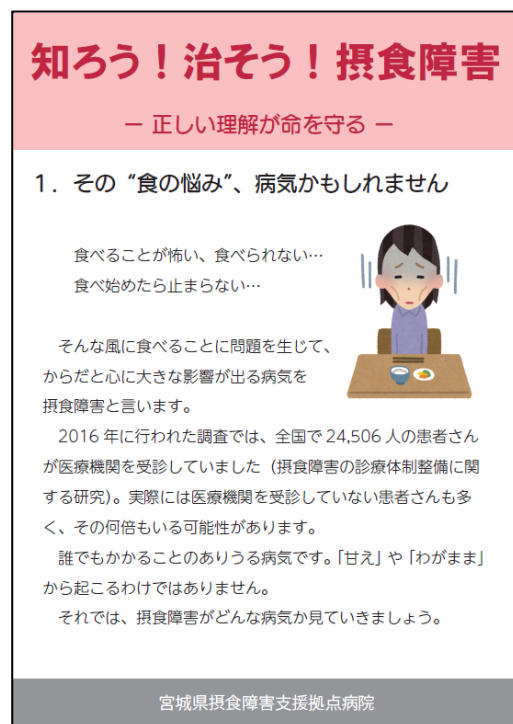 知ろう！治そう！摂食障害
― 正しい理解が命を守る ―
1．その “食の悩み”、病気かもしれません
食べることが怖い、食べられない…
食べ始めたら止まらない…
そんな風に食べることに問題を生じて、
からだと心に大きな影響が出る病気を
摂食障害と言います。
2016 年に行われた調査では、全国で 24,506 人の患者さん
が医療機関を受診していました（摂食障害の診療体制整備に関
する研究）。実際には医療機関を受診していない患者さんも多
く、その何倍もいる可能性があります。
誰でもかかることのありうる病気です。「甘え」や「わがまま」
から起こるわけではありません。
それでは、摂食障害がどんな病気か見ていきましょう。
宮城県摂食障害支援拠点病院